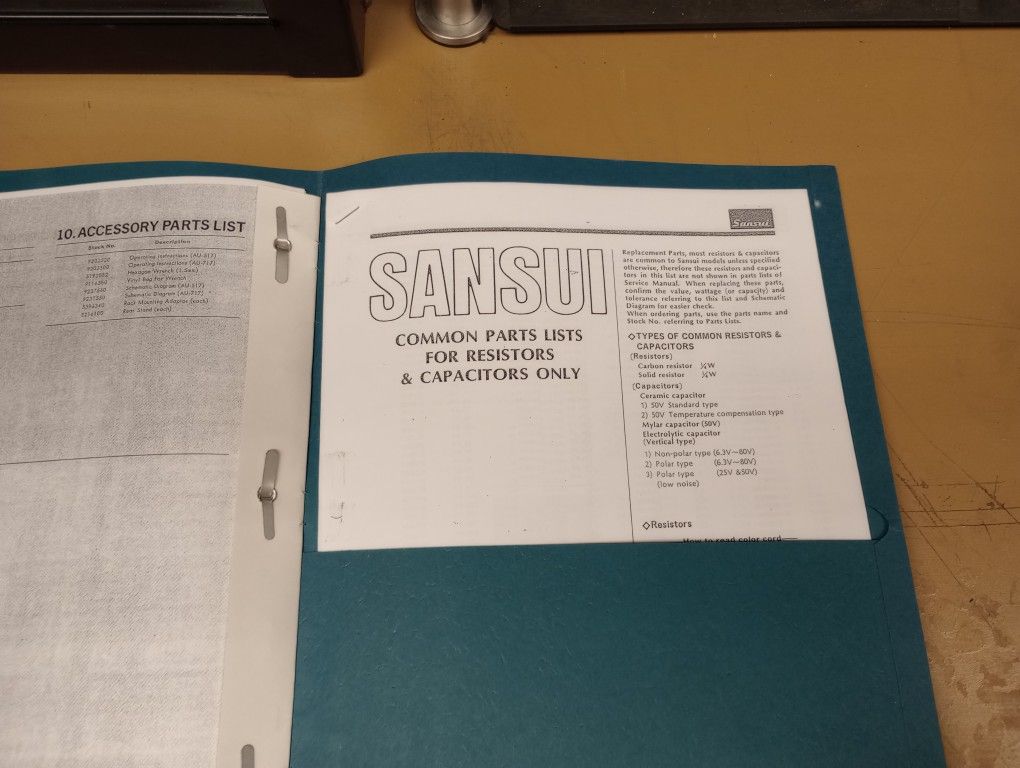 10. ACCESSORY PARTS LIST
Stock No. Description
Operating Instructions (AU-517)
Operating Instructions (AU-717)
Hexagon Wrench (1.5mm)
Vinyl Bag for Wrench
Schematic Diagram (AU-517)
Schematic Diagram (AU-717)
Rack Mounting Adaptor (each)
Rear Stand (each)
Sansui
SANSUI
COMMON PARTS LISTS
FOR RESISTORS
& CAPACITORS ONLY
Replacement Parts, most resistors & capacitors
are common to Sansui models unless specified
otherwise, therefore these resistors and capaci-
tors in this list are not shown in parts lists of
Service Manual. When replacing these parts,
confirm the value, wattage (or capacity) and
tolerance referring to this list and Schematic
Diagram for easier check.
When ordering parts, use the parts name and
Stock No. referring to Parts Lists.
◇TYPES OF COMMON RESISTORS &
CAPACITORS
(Resistors)
Carbon resistor ¼W
Solid resistor ¼W
(Capacitors)
Ceramic capacitor
1) 50V Standard type
2) 50V Temperature compensation type
Mylar capacitor (50V)
Electrolytic capacitor
(Vertical type)
1) Non-polar type (6.3V~80V)
2) Polar type (6.3V~80V)
3) Polar type (25V &50V)
(low noise)
◇Resistors
How to read color cord